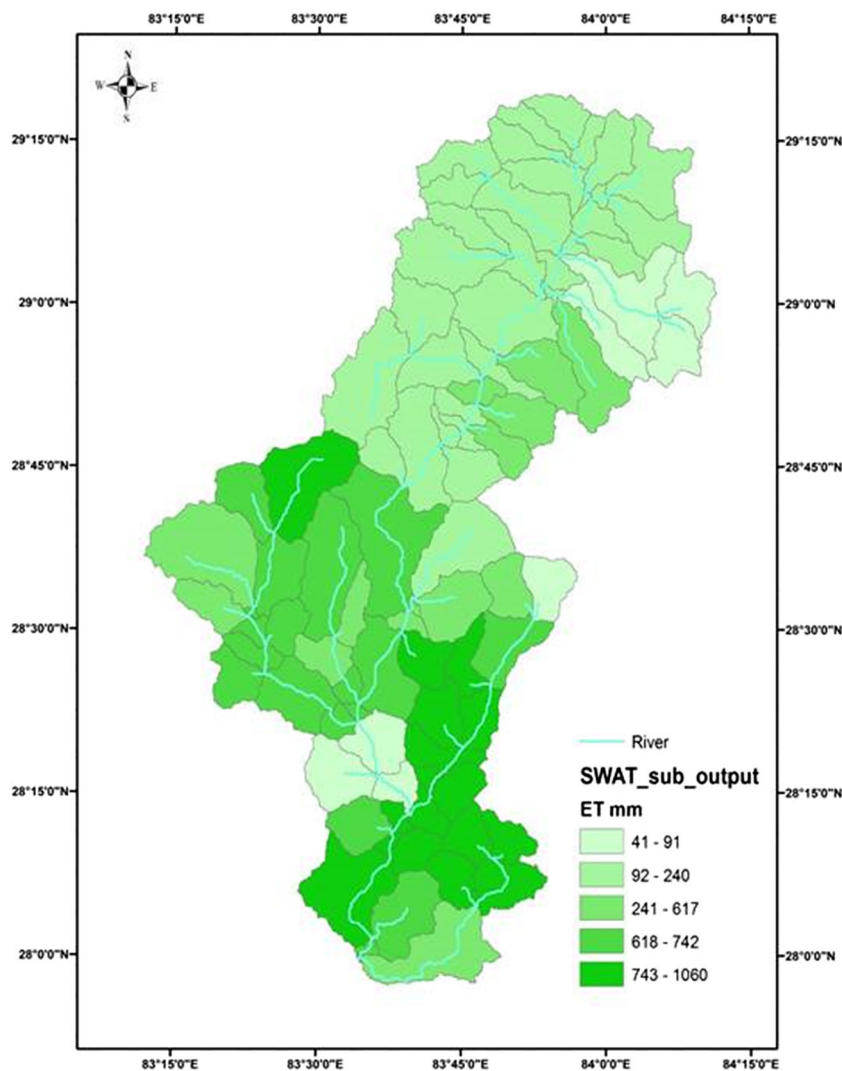 83°15'0"E 83°30'0"E 83°45'0"E 84°0'0"E 84°15'0"E
N
W E
S
29°15'0"N 29°15'0"N
29°0'0"N 29°0'0"N
28°45'0"N 28°45'0"N
28°30'0"N 28°30'0"N
River
SWAT_sub_output
28°15'0"N 28°15'0"N
ET mm
41 - 91
92 - 240
241 - 617
618 - 742
28°0'0"N 28°0'0"N
743 - 1060
83°15'0"E 83°30'0"E 83°45'0"E 84°0'0"E 84°15'0"E